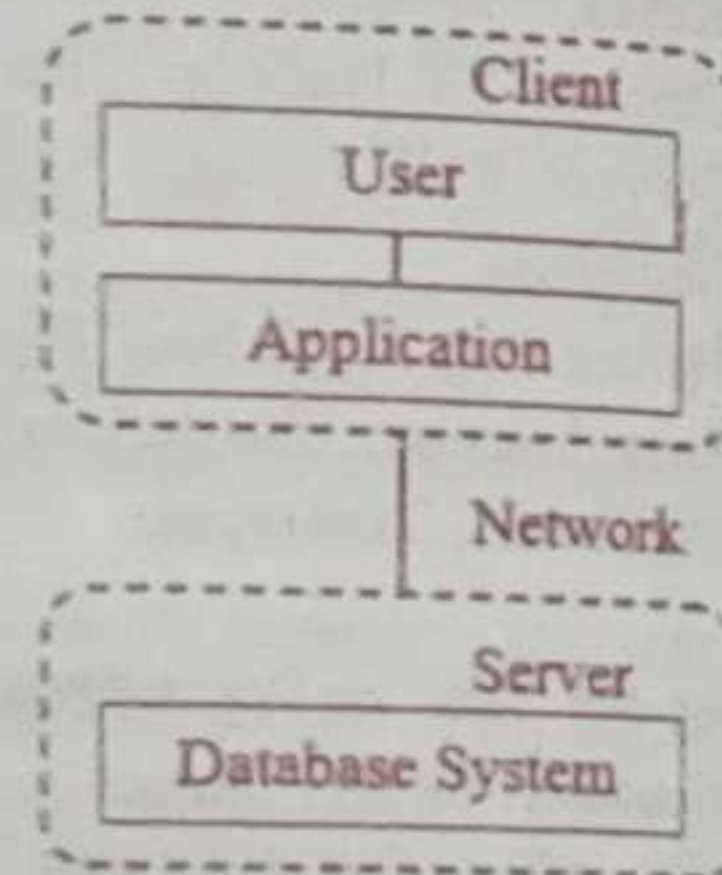 Client
User
Application
Network
Server
Database System